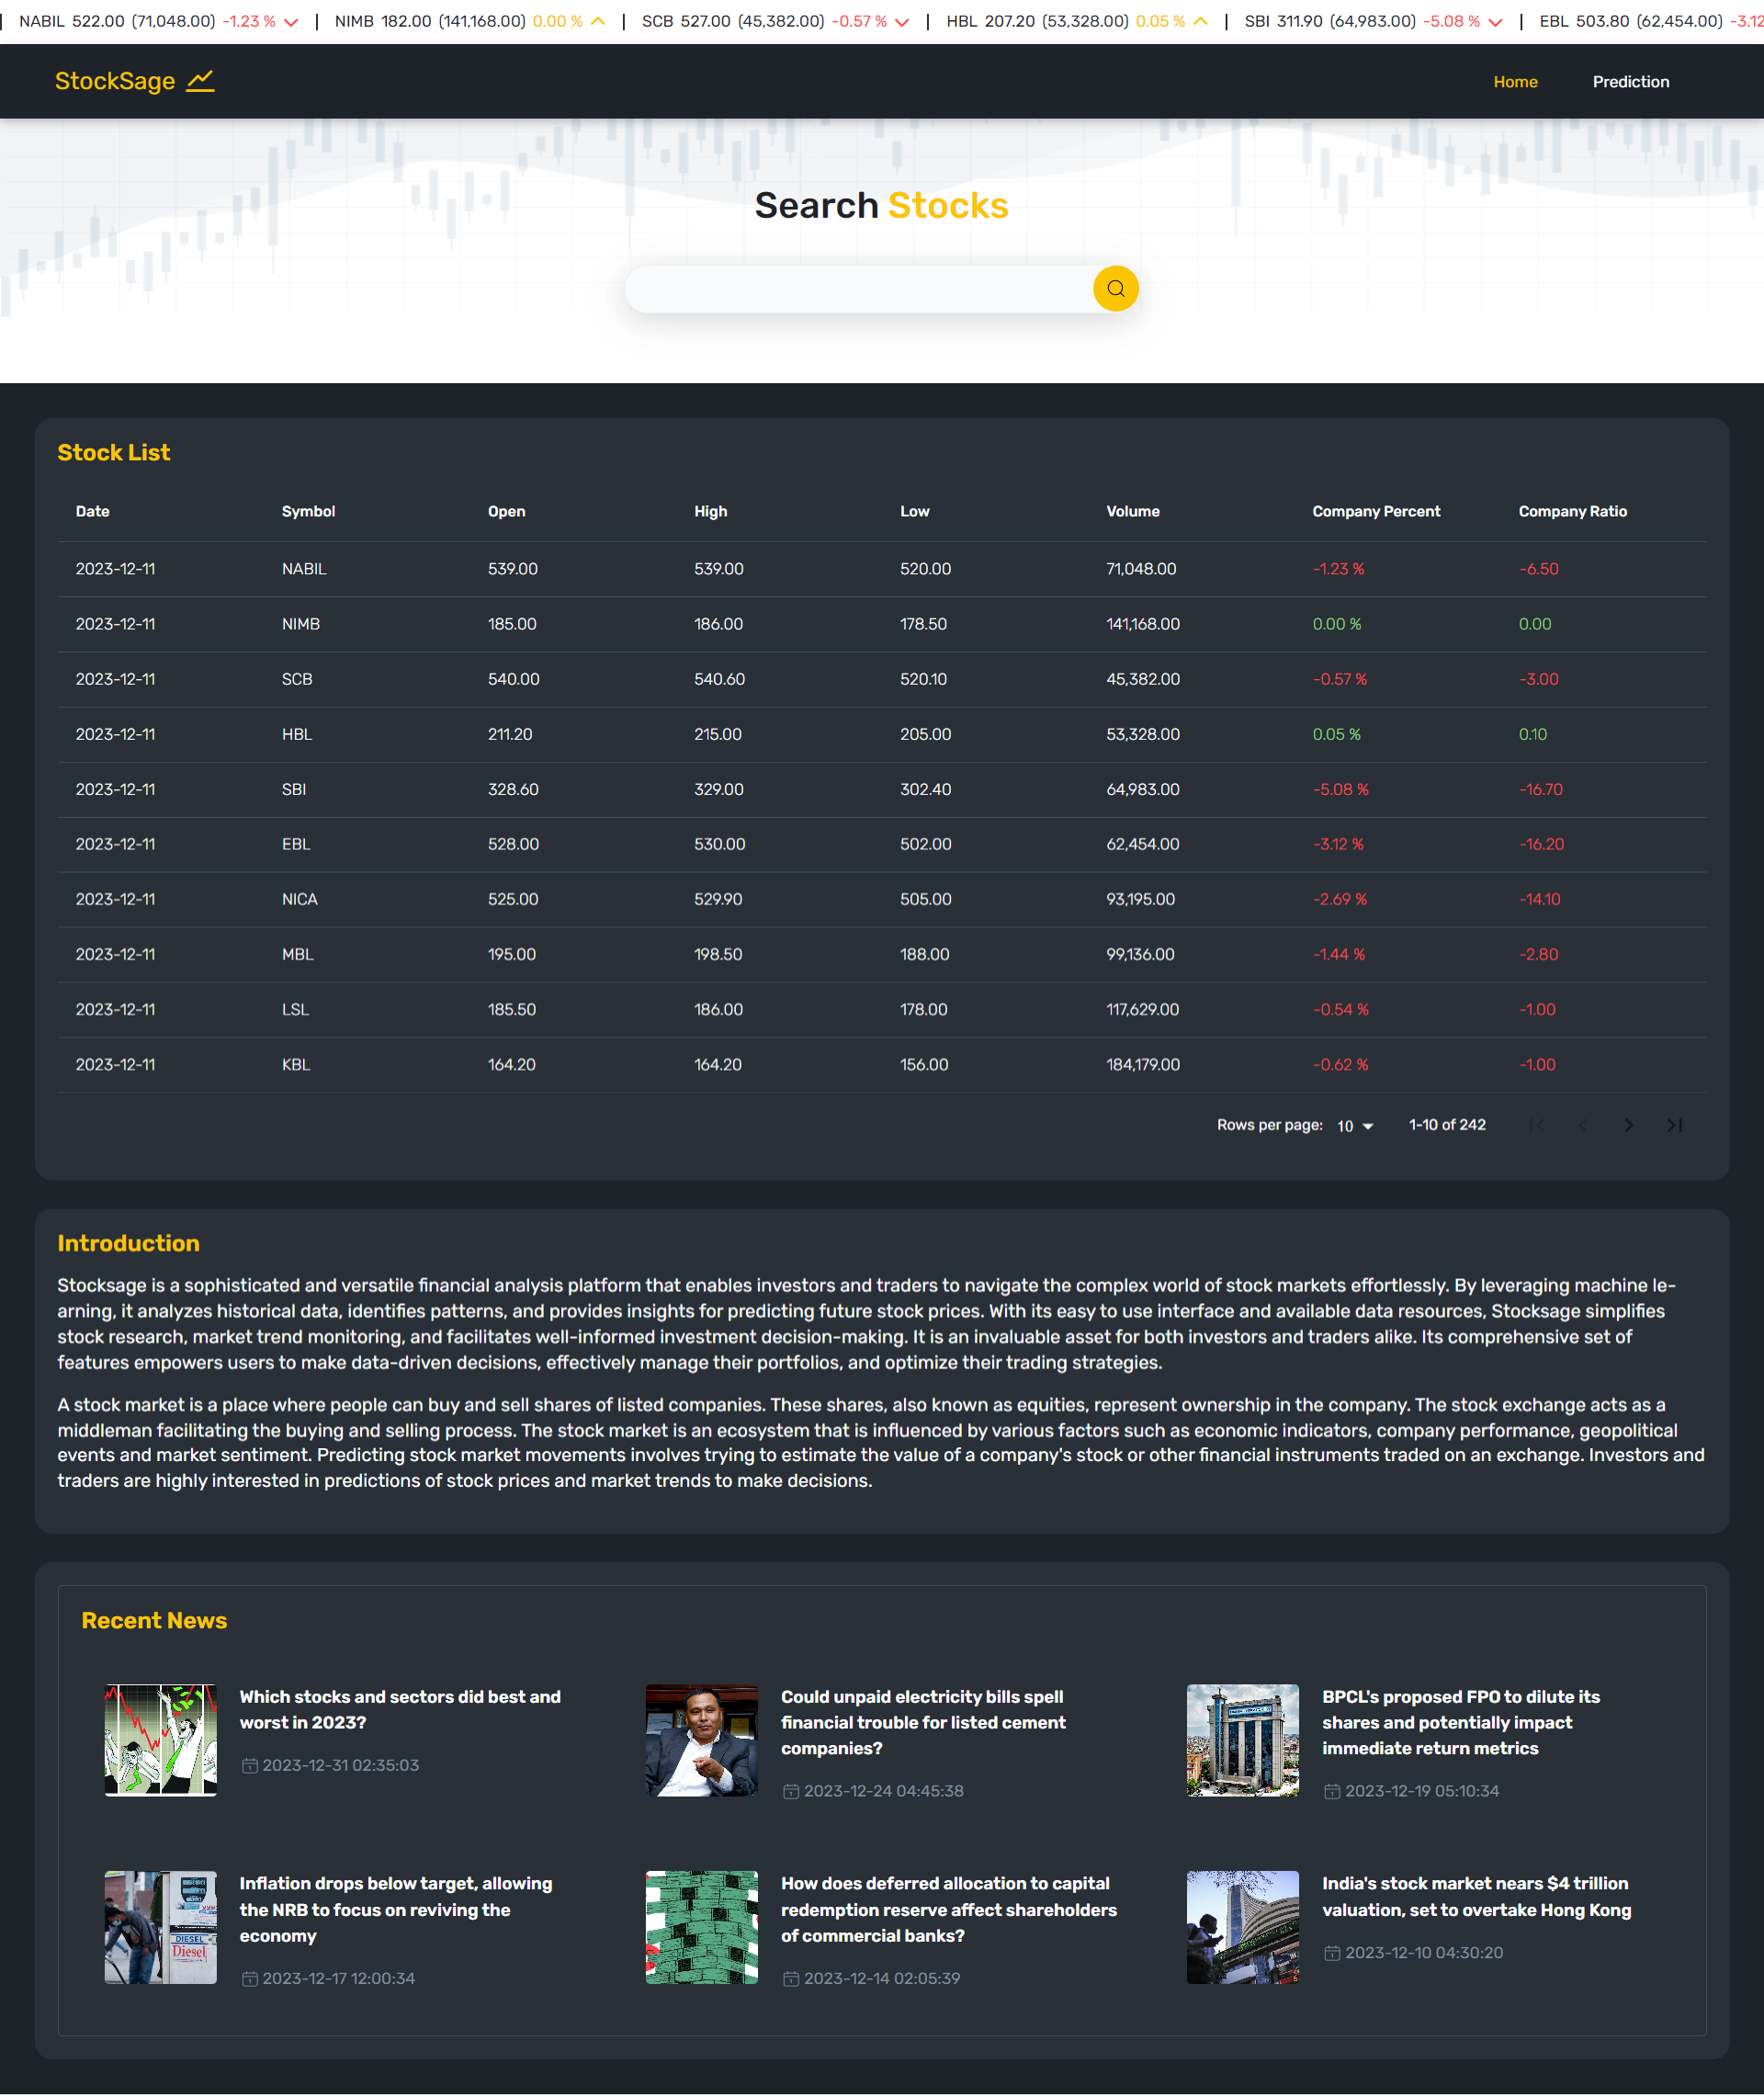 NABIL 522.00 (71,048.00) -1.23 % | NIMB 182.00 (141,168.00) 0.00 % | SCB 527.00 (45,382.00) -0.57 % | HBL 207.20 (53,328.00) 0.05 % | SBI 311.90 (64,983.00) -5.08 % | EBL 503.80 (62,454.00) -3.12
StockSage Home Prediction
Search Stocks
Stock List
Date Symbol Open High Low Volume Company Percent Company Ratio
2023-12-11 NABIL 539.00 539.00 520.00 71,048.00 -1.23 % -6.50
2023-12-11 NIMB 185.00 186.00 178.50 141,168.00 0.00 % 0.00
2023-12-11 SCB 540.00 540.60 520.10 45,382.00 -0.57 % -3.00
2023-12-11 HBL 211.20 215.00 205.00 53,328.00 0.05 % 0.10
2023-12-11 SBI 328.60 329.00 302.40 64,983.00 -5.08 % -16.70
2023-12-11 EBL 528.00 530.00 502.00 62,454.00 -3.12 % -16.20
2023-12-11 NICA 525.00 529.90 505.00 93,195.00 -2.69 % -14.10
2023-12-11 MBL 195.00 198.50 188.00 99,136.00 -1.44 % -2.80
2023-12-11 LSL 185.50 186.00 178.00 117,629.00 -0.54 % -1.00
2023-12-11 KBL 164.20 164.20 156.00 184,179.00 -0.62 % -1.00
Rows per page: 10 1-10 of 242
Introduction
Stocksage is a sophisticated and versatile financial analysis platform that enables investors and traders to navigate the complex world of stock markets effortlessly. By leveraging machine le-
arning, it analyzes historical data, identifies patterns, and provides insights for predicting future stock prices. With its easy to use interface and available data resources, Stocksage simplifies
stock research, market trend monitoring, and facilitates well-informed investment decision-making. It is an invaluable asset for both investors and traders alike. Its comprehensive set of
features empowers users to make data-driven decisions, effectively manage their portfolios, and optimize their trading strategies.
A stock market is a place where people can buy and sell shares of listed companies. These shares, also known as equities, represent ownership in the company. The stock exchange acts as a
middleman facilitating the buying and selling process. The stock market is an ecosystem that is influenced by various factors such as economic indicators, company performance, geopolitical
events and market sentiment. Predicting stock market movements involves trying to estimate the value of a company's stock or other financial instruments traded on an exchange. Investors and
traders are highly interested in predictions of stock prices and market trends to make decisions.
Recent News
Which stocks and sectors did best and
worst in 2023?
2023-12-31 02:35:03
Could unpaid electricity bills spell
financial trouble for listed cement
companies?
2023-12-24 04:45:38
BPCL's proposed FPO to dilute its
shares and potentially impact
immediate return metrics
2023-12-19 05:10:34
DIESEL
Diesel
Inflation drops below target, allowing
the NRB to focus on reviving the
economy
2023-12-17 12:00:34
How does deferred allocation to capital
redemption reserve affect shareholders
of commercial banks?
2023-12-14 02:05:39
India's stock market nears $4 trillion
valuation, set to overtake Hong Kong
2023-12-10 04:30:20